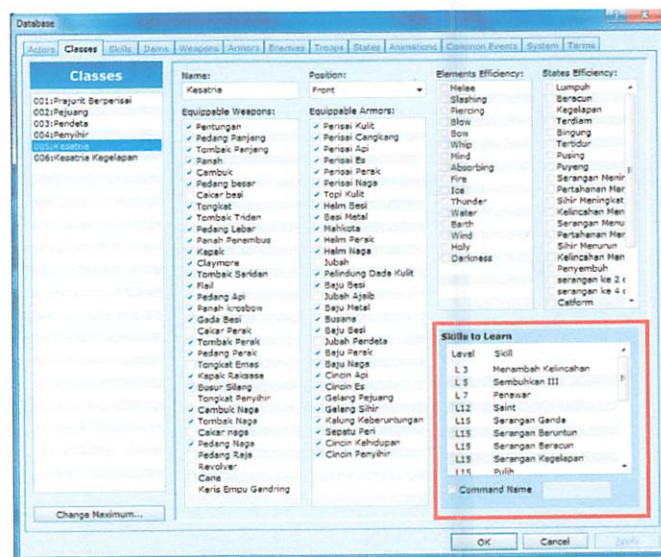 Database
Actors Classes Skills Items Weapons Armors Enemies Troops States Animations Common Events System Terms
Classes
001:Prajurit Berperisai
002:Pejuang
003:Pendeta
004:Penyihir
005:Kesatria
006:Kesatria Kegelapan
Change Maximum...
Name:
Kesatria
Position:
Front
Equippable Weapons:
Pentungan
Pedang Panjang
Tombak Panjang
Panah
Cambuk
Pedang besar
Cakar besi
Tongkat
Tombak Triden
Pedang Lebar
Panah Penembus
Kapak
Claymore
Tombak Saridan
Flail
Pedang Api
Panah krosbow
Gada Besi
Cakar Perak
Tombak Perak
Pedang Perak
Tongkat Emas
Kapak Raksasa
Busur Silang
Tongkat Penyihir
Cambuk Naga
Tombak Naga
Cakar naga
Pedang Naga
Pedang Raja
Revolver
Cane
Keris Empu Gandring
Equippable Armors:
Perisai Kulit
Perisai Cangkang
Perisai Api
Perisai Es
Perisai Perak
Perisai Naga
Topi Kulit
Helm Besi
Besi Metal
Mahkota
Helm Perak
Helm Naga
Jubah
Pelindung Dada Kulit
Baju Besi
Jubah Ajaib
Baju Metal
Busana
Baju Besi
Jubah Pendeta
Baju Perak
Baju Naga
Cincin Api
Cincin Es
Gelang Pejuang
Gelang Sihir
Kalung Keberuntungan
Sepatu Peri
Cincin Kehidupan
Cincin Penyihir
Elements Efficiency:
Melee
Slashing
Piercing
Blow
Bow
Whip
Mind
Absorbing
Fire
Ice
Thunder
Water
Earth
Wind
Holy
Darkness
States Efficiency:
Lumpuh
Beracun
Kegelapan
Terdiam
Bingung
Tertidur
Pusing
Puyeng
Serangan Menin
Pertahanan Men
Sihir Meningkat
Kelincahan Men
Serangan Menu
Pertahanan Men
Sihir Menurun
Kelincahan Men
Penyembuh
serangan ke 2 c
serangan ke 4 c
Catform
Skills to Learn
Level Skill
L 3 Menambah Kelincahan
L 5 Sembuhkan III
L 7 Penawar
L12 Saint
L15 Serangan Ganda
L15 Serangan Beruntun
L15 Serangan Beracun
L15 Serangan Kegelapan
L15 Pulih
Command Name
OK Cancel Apply